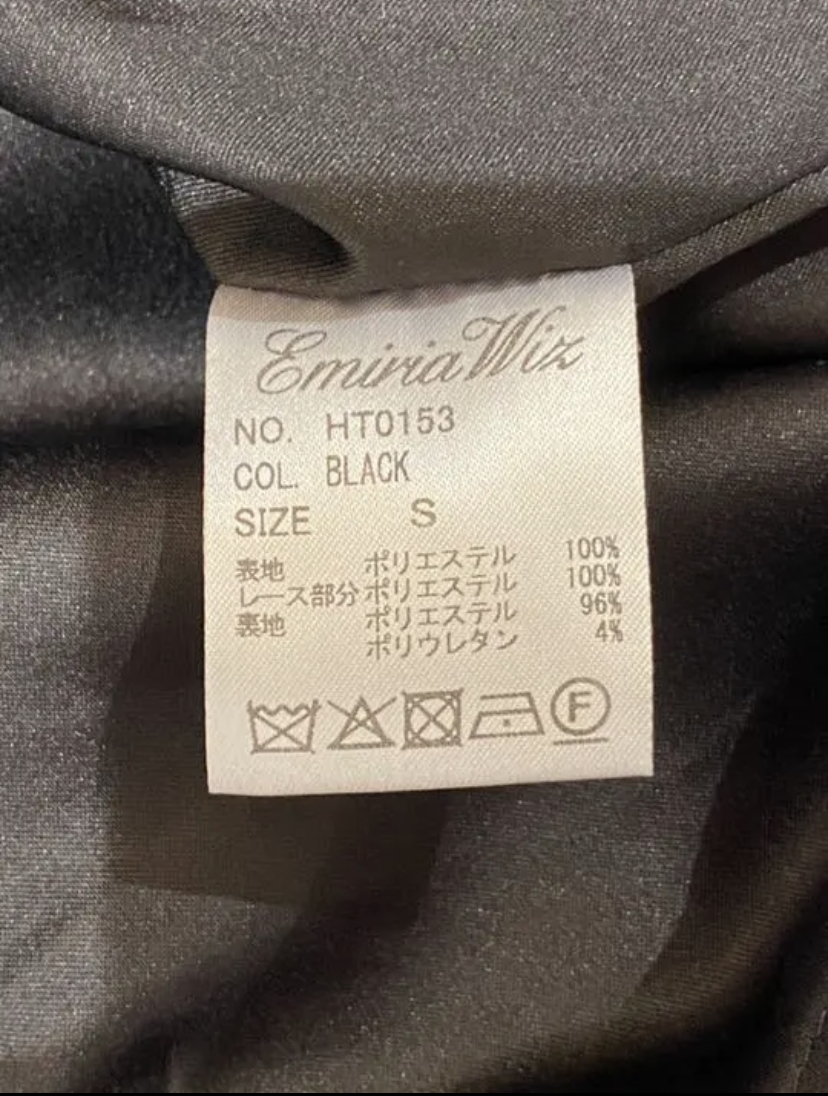 EmiriaWiz
NO. HT0153
COL. BLACK
SIZE S
表地 ポリエステル 100%
レース部分 ポリエステル 100%
裏地 ポリエステル 96%
ポリウレタン 4%
F